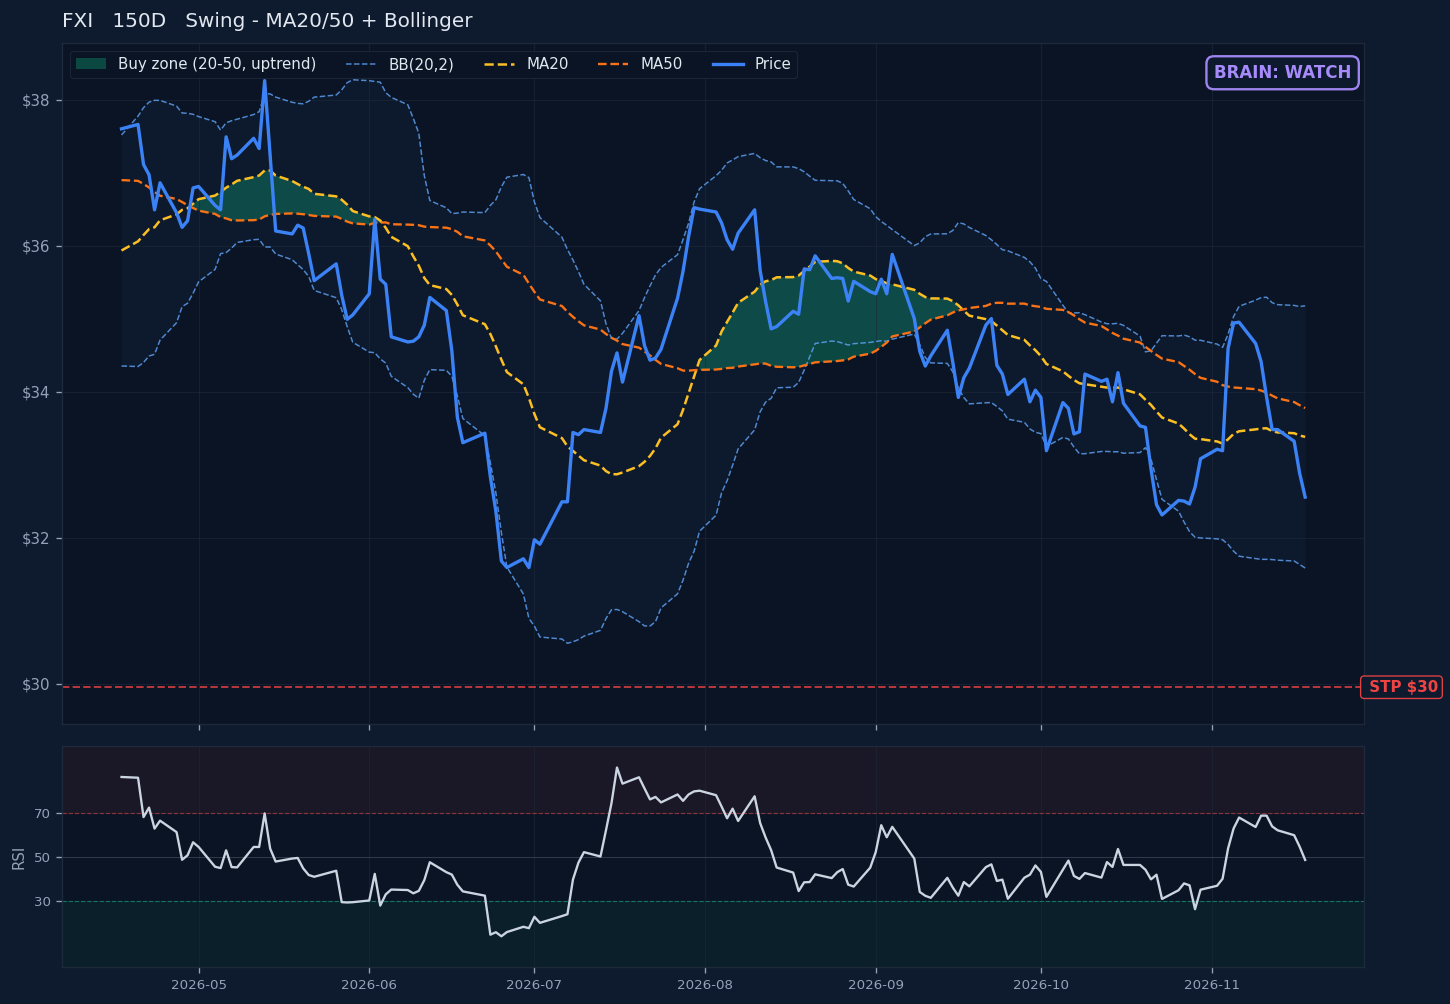 FXI   150D   Swing - MA20/50 + Bollinger
Buy zone (20-50, uptrend)
BB(20,2)
MA20
MA50
Price
BRAIN: WATCH
$38
$36
$34
$32
$30
STP $30
RSI
70
50
30
2026-05
2026-06
2026-07
2026-08
2026-09
2026-10
2026-11